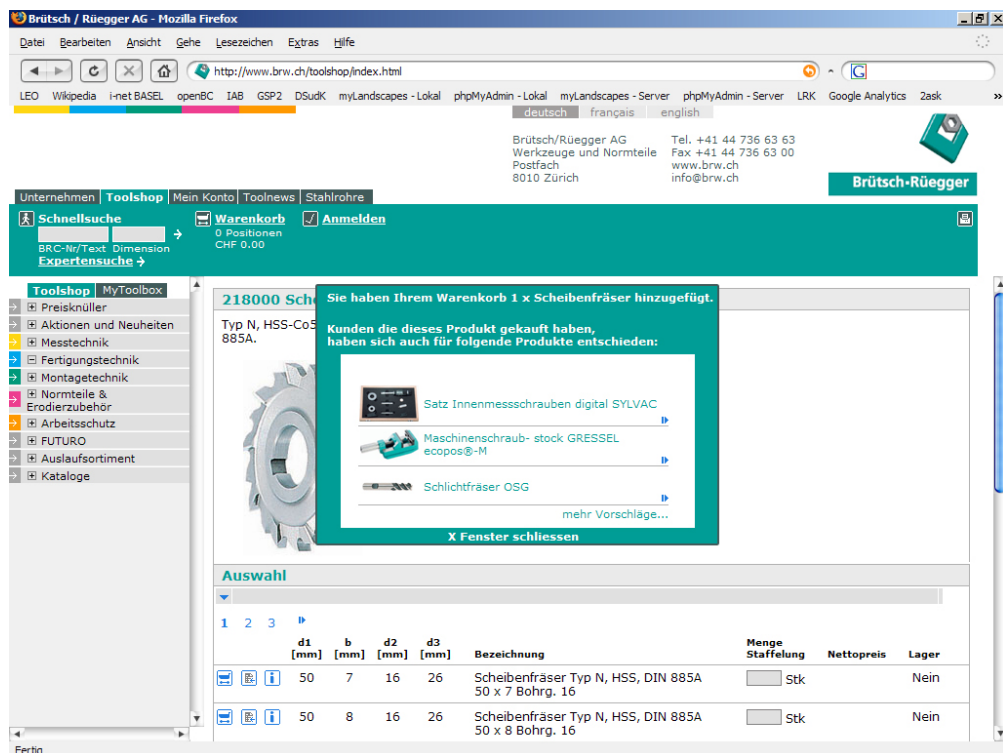 Brütsch / Rüegger AG - Mozilla Firefox
Datei Bearbeiten Ansicht Gehe Lesezeichen Extras Hilfe
http://www.brw.ch/toolshop/index.html
LEO Wikipedia i-net BASEL openBC IAB GSP2 DSudK myLandscapes - Lokal phpMyAdmin - Lokal myLandscapes - Server phpMyAdmin - Server LRK Google Analytics 2ask »
deutsch français english
Brütsch/Rüegger AG Tel. +41 44 736 63 63
Werkzeuge und Normteile Fax +41 44 736 63 00
Postfach www.brw.ch
8010 Zürich info@brw.ch
Brütsch•Rüegger
Unternehmen Toolshop Mein Konto Toolnews Stahlrohre
Schnellsuche
BRC-Nr/Text Dimension
Expertensuche
Warenkorb
0 Positionen
CHF 0.00
Anmelden
Toolshop MyToolbox
Preisknüller
Aktionen und Neuheiten
Messtechnik
Fertigungstechnik
Montagetechnik
Normteile &
Erodierzubehör
Arbeitsschutz
FUTURO
Auslaufsortiment
Kataloge
218000 Sche
Typ N, HSS-Co5
885A.
Sie haben Ihrem Warenkorb 1 x Scheibenfräser hinzugefügt.
Kunden die dieses Produkt gekauft haben,
haben sich auch für folgende Produkte entschieden:
Satz Innenmessschrauben digital SYLVAC
Maschinenschraub- stock GRESSEL
ecopos®-M
Schlichtfräser OSG
mehr Vorschläge...
X Fenster schliessen
Auswahl
1 2 3
d1 [mm] b [mm] d2 [mm] d3 [mm] Bezeichnung Menge Staffelung Nettopreis Lager
50 7 16 26 Scheibenfräser Typ N, HSS, DIN 885A Stk Nein
50 x 7 Bohrg. 16
50 8 16 26 Scheibenfräser Typ N, HSS, DIN 885A Stk Nein
50 x 8 Bohrg. 16
Fertig